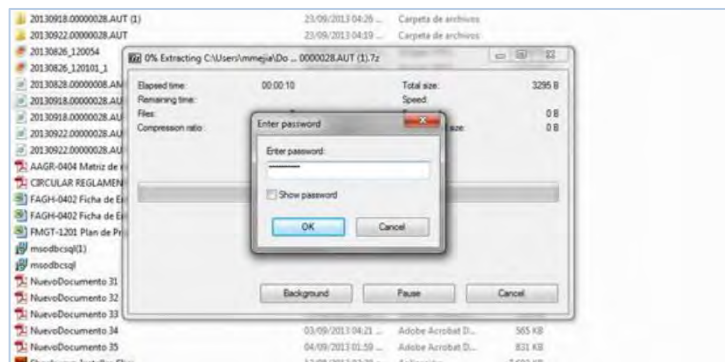 20130918.00000028.AUT (1) 23/09/2013 04:26 ... Carpeta de archivos
20130922.00000028.AUT 23/09/2013 04:19 ... Carpeta de archivos
20130826_120054
20130826_120101_1
20130828.00000008.AM
20130918.00000028.AU
20130918.00000028.AU
20130922.00000028.AU
20130922.00000028.AU
AAGR-0404 Matriz de
CIRCULAR REGLAMEN
FAGH-0402 Ficha de
FAGH-0402 Ficha de
FMGT-1201 Plan de
msodbcsql(1)
msodbcsql
NuevoDocumento 31
NuevoDocumento 32
NuevoDocumento 33
NuevoDocumento 34 03/09/2013 04:21 ... Adobe Acrobat D... 565 KB
NuevoDocumento 35 04/09/2013 01:59 ... Adobe Acrobat D... 831 KB
0% Extracting C:\Users\mmejia\Do ... 0000028.AUT (1).7z
Elapsed time: 00:00:10 Total size: 3295 B
Remaining time: Speed:
Files: 0 B
Compression ratio: size: 0 B
Enter password
Enter password:
Show password
OK Cancel
Background Pause Cancel